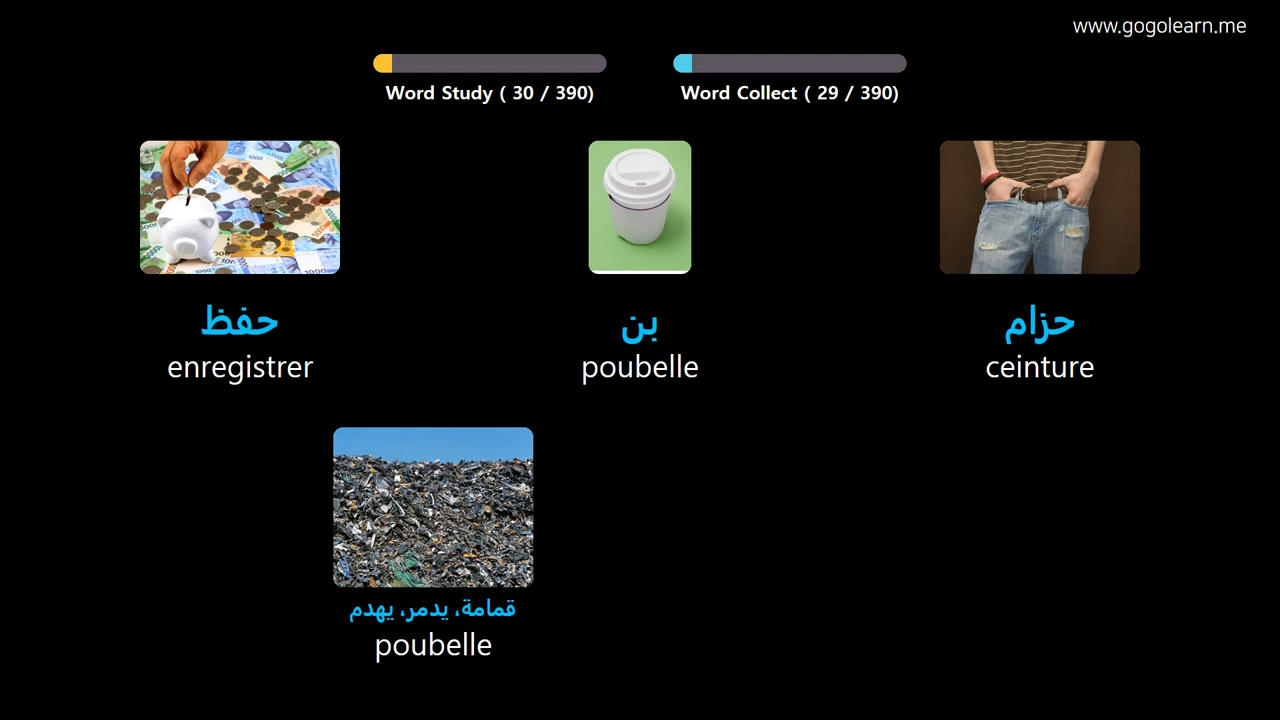 www.gogolearn.me
Word Study ( 30 / 390)
Word Collect ( 29 / 390)
حفظ
enregistrer
بن
poubelle
حزام
ceinture
قمامة، يدمر، يهدم
poubelle